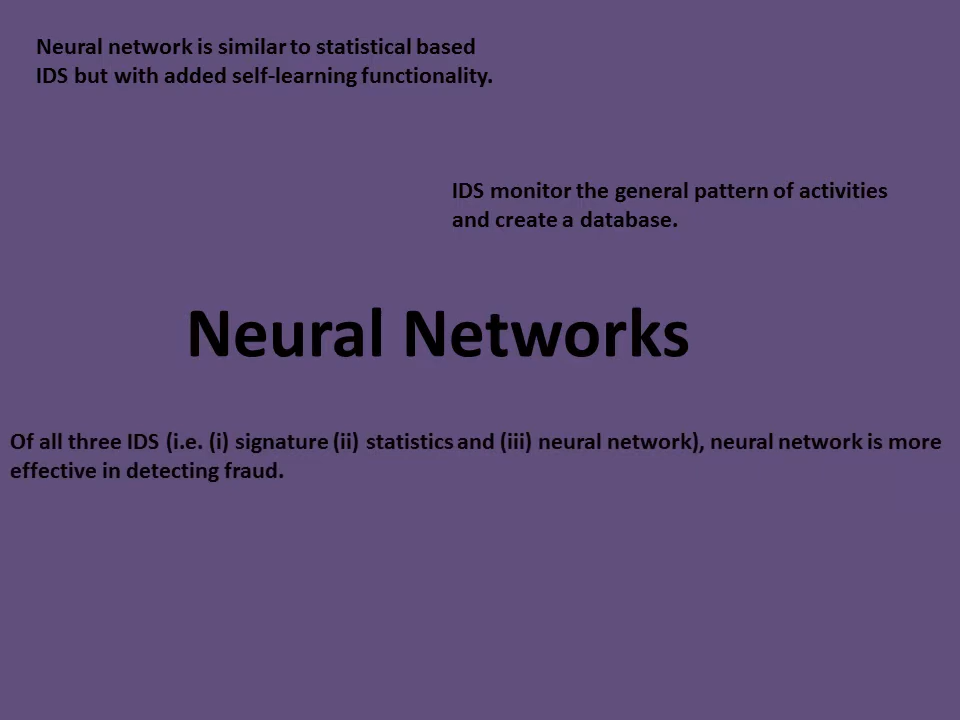 Neural network is similar to statistical based
IDS but with added self-learning functionality.
IDS monitor the general pattern of activities
and create a database.
Neural Networks
Of all three IDS (i.e. (i) signature (ii) statistics and (iii) neural network), neural network is more
effective in detecting fraud.